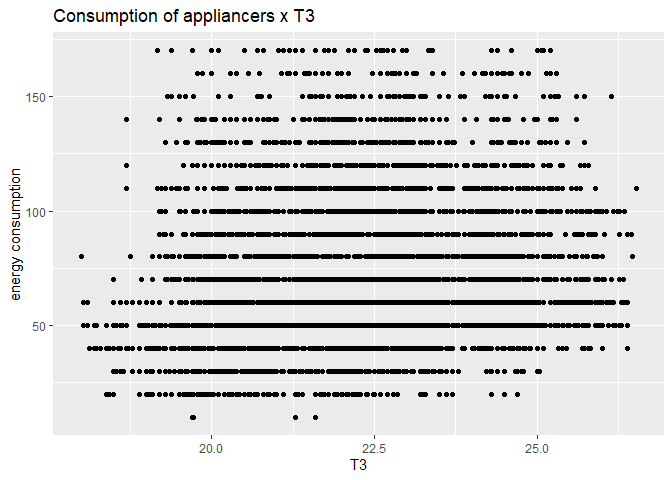 Consumption of appliancers x T3
energy consumption
150
100
50
20.0
22.5
25.0
T3